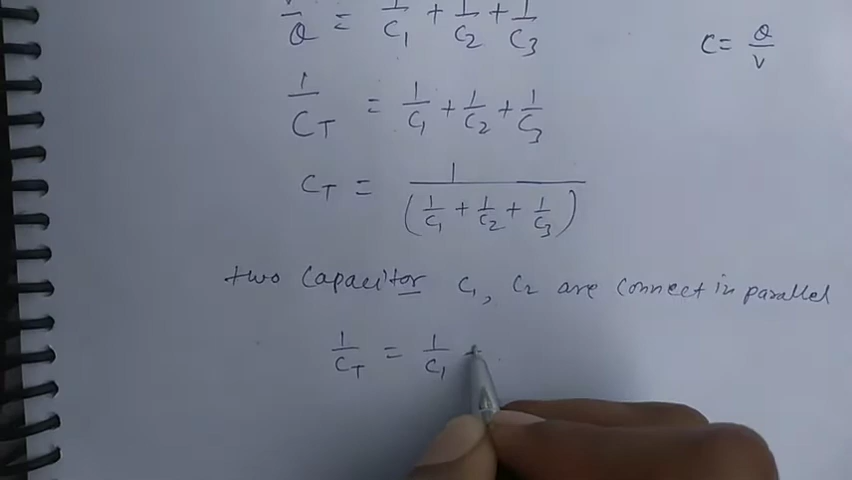 V/Q = 1/C1 + 1/C2 + 1/C3
C = Q/V
1/CT = 1/C1 + 1/C2 + 1/C3
CT = 1/(1/C1 + 1/C2 + 1/C3)
two capacitor C1, C2 are connect in parallel
1/CT = 1/C1 +